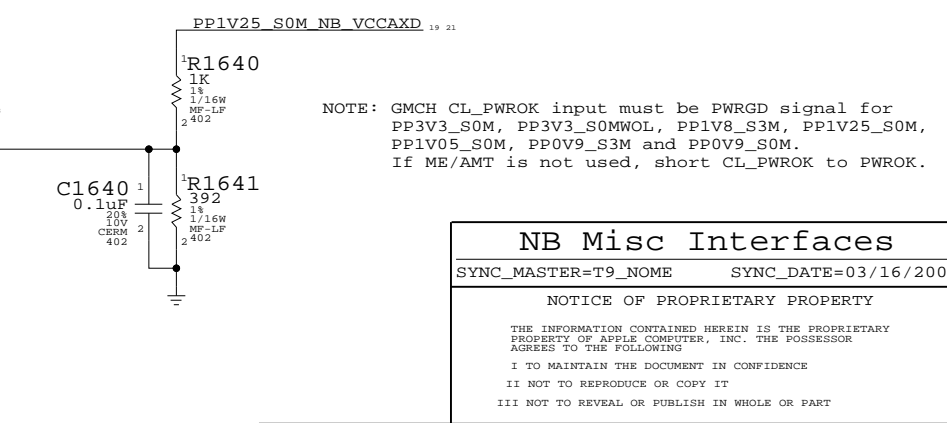 PP1V25_S0M_NB_VCCAXD 19 21
1 R1640
1K
1%
1/16W
MF-LF
2 402
NOTE: GMCH CL_PWROK input must be PWRGD signal for
PP3V3_S0M, PP3V3_S0MWOL, PP1V8_S3M, PP1V25_S0M,
PP1V05_S0M, PP0V9_S3M and PP0V9_S0M.
If ME/AMT is not used, short CL_PWROK to PWROK.
C1640 1
0.1uF
20%
10V
CERM 2
402
1 R1641
392
1%
1/16W
MF-LF
2 402
NB Misc Interfaces
SYNC_MASTER=T9_NOME SYNC_DATE=03/16/200
NOTICE OF PROPRIETARY PROPERTY
THE INFORMATION CONTAINED HEREIN IS THE PROPRIETARY
PROPERTY OF APPLE COMPUTER, INC. THE POSSESSOR
AGREES TO THE FOLLOWING
I TO MAINTAIN THE DOCUMENT IN CONFIDENCE
II NOT TO REPRODUCE OR COPY IT
III NOT TO REVEAL OR PUBLISH IN WHOLE OR PART